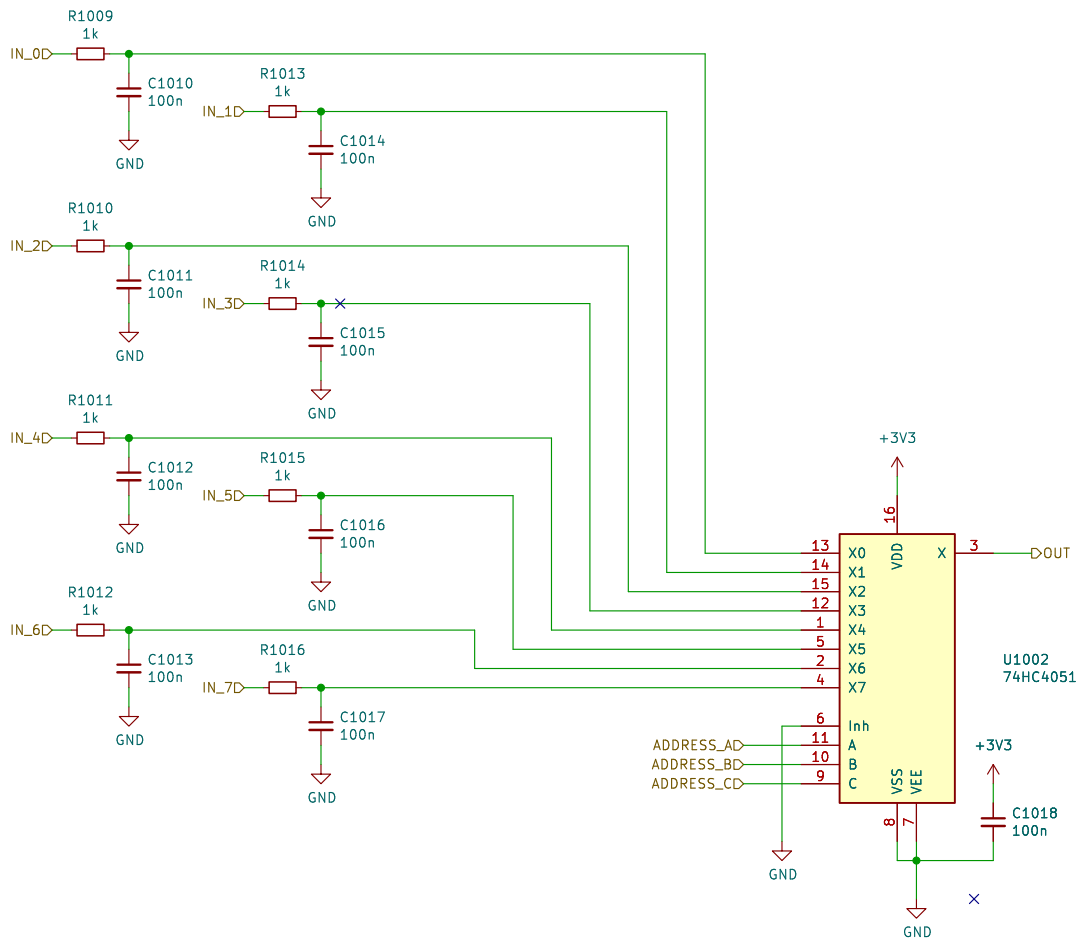 R1009
1k
IN_0
C1010
100n
GND
R1013
1k
IN_1
C1014
100n
GND
R1010
1k
IN_2
C1011
100n
GND
R1014
1k
IN_3
C1015
100n
GND
R1011
1k
IN_4
C1012
100n
GND
R1015
1k
IN_5
C1016
100n
GND
R1012
1k
IN_6
C1013
100n
GND
R1016
1k
IN_7
C1017
100n
GND
+3V3
16
VDD
13 X0
14 X1
15 X2
12 X3
1 X4
5 X5
2 X6
4 X7
6 Inh
ADDRESS_A 11 A
ADDRESS_B 10 B
ADDRESS_C 9 C
X 3 OUT
U1002
74HC4051
VSS
VEE
8
7
GND
+3V3
C1018
100n
GND